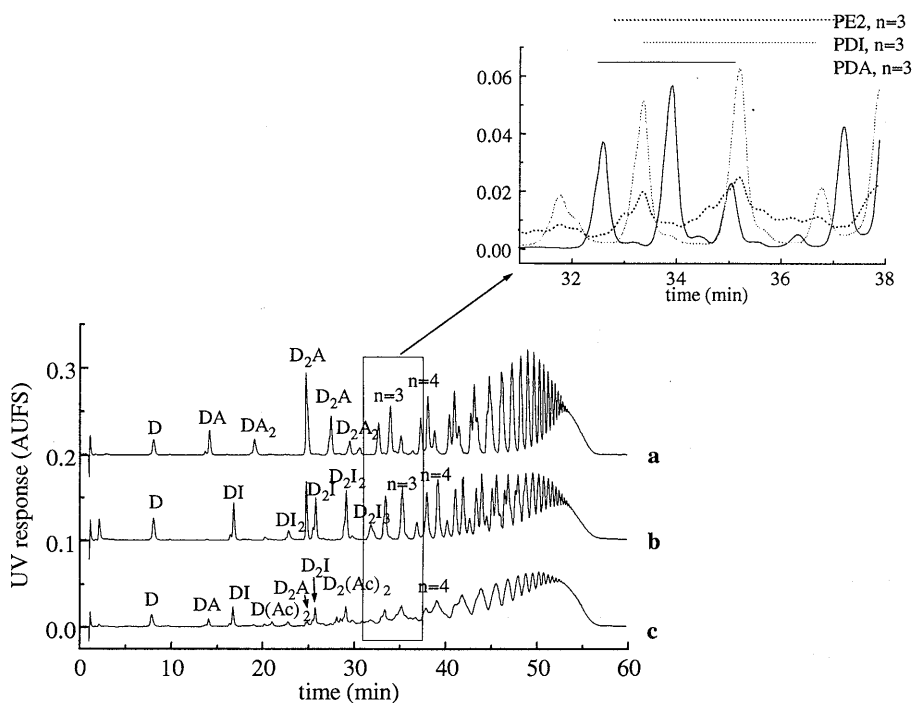 PE2, n=3
PDI, n=3
PDA, n=3
0.06
0.04
0.02
0.00
32 34 36 38
time (min)
UV response (AUFS)
0.3
0.2
0.1
0.0
D DA DA2 D2A D2A D2A2 n=3 n=4
a
D DI DI2 D2I D2I2 D2I3 n=3 n=4
b
D DA DI D(Ac)2 D2A D2I D2(Ac)2 n=4
c
0 10 20 30 40 50 60
time (min)